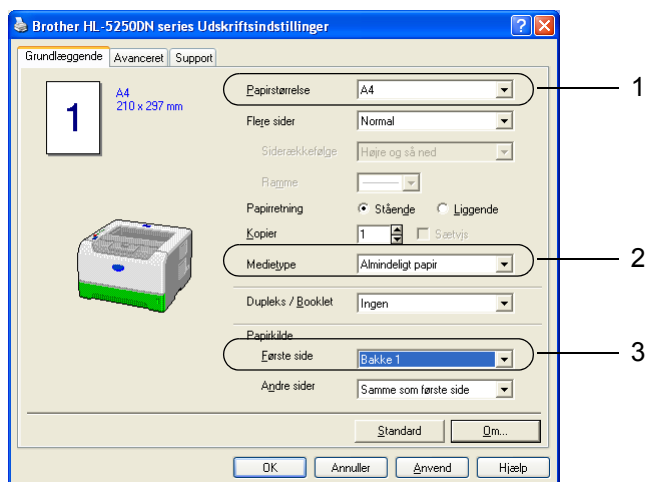 Brother HL-5250DN series Udskriftsindstillinger
Grundlæggende Avanceret Support
1
A4
210 x 297 mm
Papirstørrelse A4 1
Flere sider Normal
Siderækkefølge Højre og så ned
Ramme
Papirretning Stående Liggende
Kopier 1 Sætvis
Medietype Almindeligt papir 2
Dupleks / Booklet Ingen
Papirkilde
Første side Bakke 1 3
Andre sider Samme som første side
Standard Om...
OK Annuller Anvend Hjælp